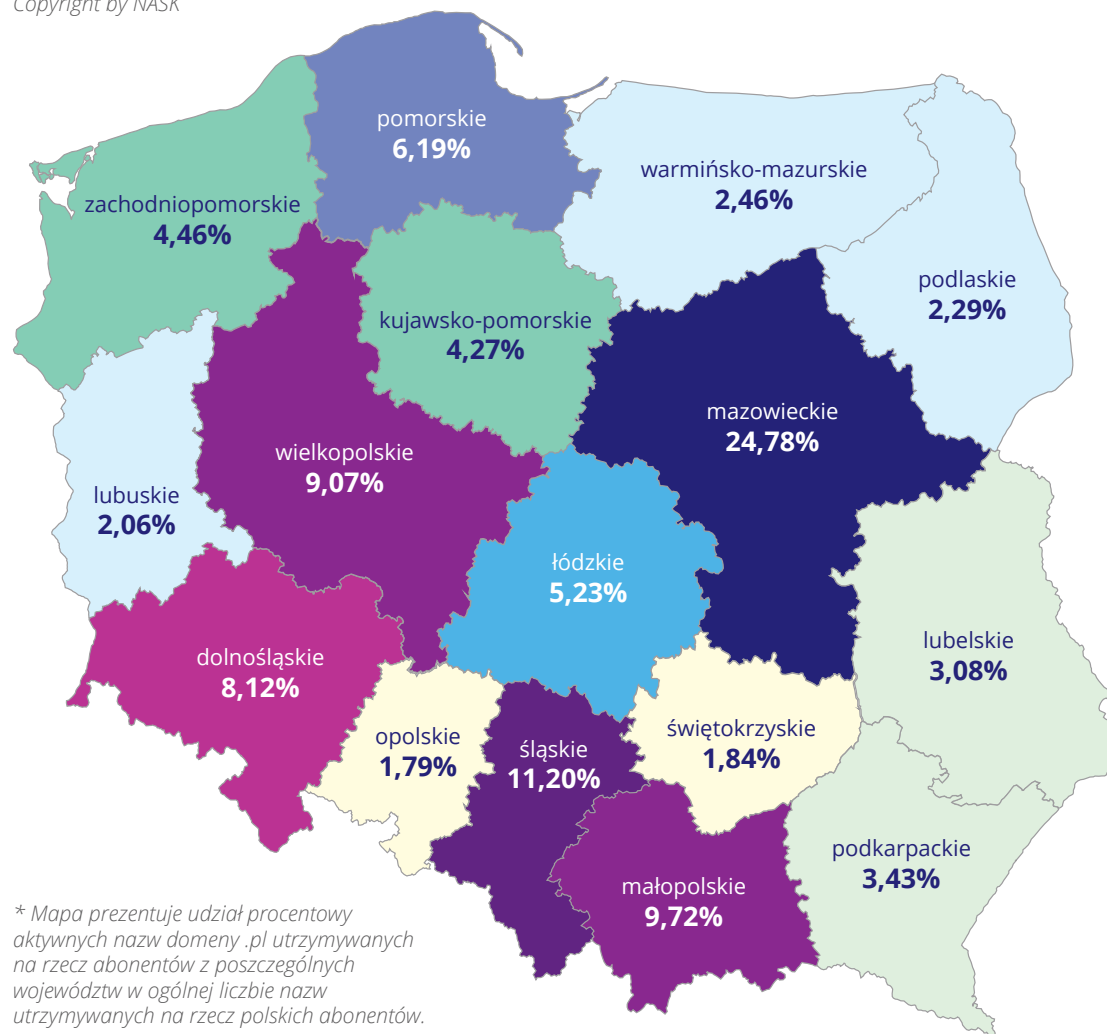 Copyright by NASK
pomorskie
6,19%
warmińsko-mazurskie
2,46%
zachodniopomorskie
4,46%
podlaskie
2,29%
kujawsko-pomorskie
4,27%
mazowieckie
24,78%
wielkopolskie
9,07%
lubuskie
2,06%
łódzkie
5,23%
lubelskie
3,08%
dolnośląskie
8,12%
świętokrzyskie
1,84%
opolskie
1,79%
śląskie
11,20%
podkarpackie
3,43%
małopolskie
9,72%
* Mapa prezentuje udział procentowy
aktywnych nazw domeny .pl utrzymywanych
na rzecz abonentów z poszczególnych
województw w ogólnej liczbie nazw
utrzymywanych na rzecz polskich abonentów.